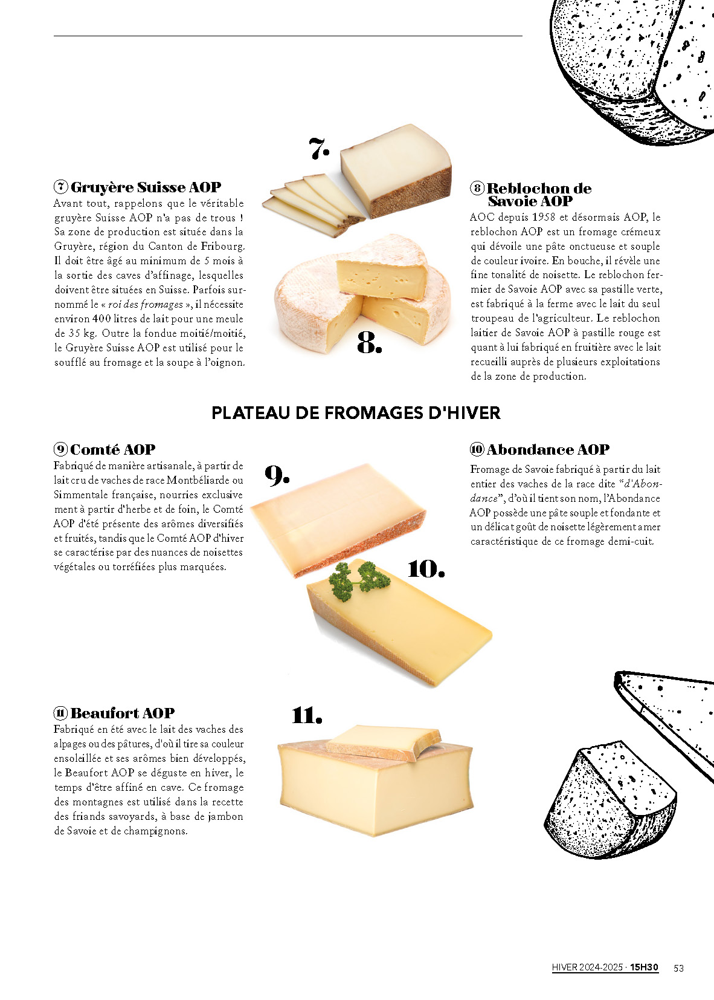 7.
⑦ Gruyère Suisse AOP
Avant tout, rappelons que le véritable
gruyère Suisse AOP n'a pas de trous !
Sa zone de production est située dans la
Gruyère, région du Canton de Fribourg.
Il doit être âgé au minimum de 5 mois à
la sortie des caves d’affinage, lesquelles
doivent être situées en Suisse. Parfois sur-
nommé le « roi des fromages », il nécessite
environ 400 litres de lait pour une meule
de 35 kg. Outre la fondue moitié/moitié,
le Gruyère Suisse AOP est utilisé pour le
soufflé au fromage et la soupe à l’oignon.
8.
⑧ Reblochon de
Savoie AOP
AOC depuis 1958 et désormais AOP, le
reblochon AOP est un fromage crémeux
qui dévoile une pâte onctueuse et souple
de couleur ivoire. En bouche, il révèle une
fine tonalité de noisette. Le reblochon fer-
mier de Savoie AOP avec sa pastille verte,
est fabriqué à la ferme avec le lait du seul
troupeau de l'agriculteur. Le reblochon
laitier de Savoie AOP à pastille rouge est
quant à lui fabriqué en fruitière avec le lait
recueilli auprès de plusieurs exploitations
de la zone de production.
PLATEAU DE FROMAGES D'HIVER
⑨ Comté AOP
Fabriqué de manière artisanale, à partir de
lait cru de vaches de race Montbéliarde ou
Simmentale française, nourries exclusive
ment à partir d'herbe et de foin, le Comté
AOP d'été présente des arômes diversifiés
et fruités, tandis que le Comté AOP d'hiver
se caractérise par des nuances de noisettes
végétales ou torréfiées plus marquées.
9.
⑩ Abondance AOP
Fromage de Savoie fabriqué à partir du lait
entier des vaches de la race dite “d'Abon-
dance”, d’où il tient son nom, l’Abondance
AOP possède une pâte souple et fondante et
un délicat goût de noisette légèrement amer
caractéristique de ce fromage demi-cuit.
10.
⑪ Beaufort AOP
Fabriqué en été avec le lait des vaches des
alpages ou des pâtures, d'où il tire sa couleur
ensoleillée et ses arômes bien développés,
le Beaufort AOP se déguste en hiver, le
temps d'être affiné en cave. Ce fromage
des montagnes est utilisé dans la recette
des friands savoyards, à base de jambon
de Savoie et de champignons.
11.
HIVER 2024-2025 · 15H30 53